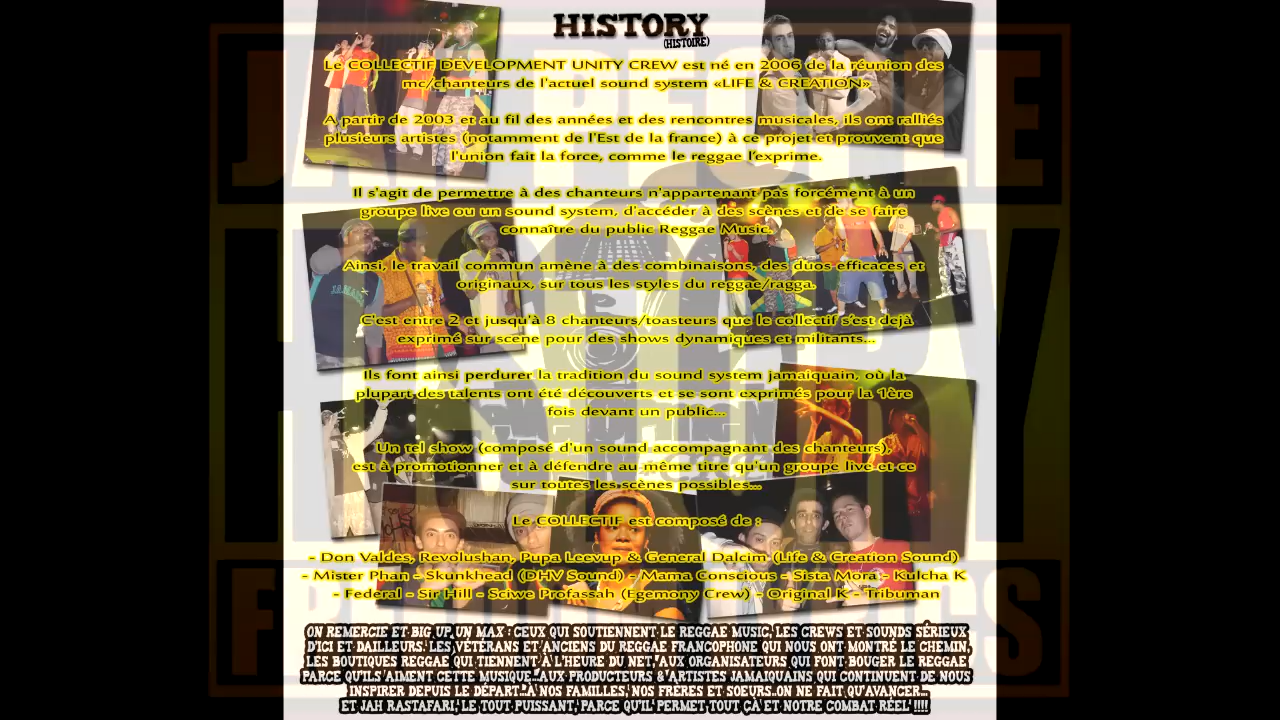 HISTORY
(HISTOIRE)
Le COLLECTIF DEVELOPMENT UNITY CREW est né en 2006 de la réunion des
mc/chanteurs de l'actuel sound system «LIFE & CREATION»
A partir de 2003 et au fil des années et des rencontres musicales, ils ont ralliés
plusieurs artistes (notamment de l'Est de la france) à ce projet et prouvent que
l'union fait la force, comme le reggae l'exprime.
Il s'agit de permettre à des chanteurs n'appartenant pas forcément à un
groupe live ou un sound system, d'accéder à des scènes et de se faire
connaître du public Reggae Music.
Ainsi, le travail commun amène à des combinaisons, des duos efficaces et
originaux, sur tous les styles du reggae/ragga.
C'est entre 2 et jusqu'à 8 chanteurs/toasteurs que le collectif s'est dejà
exprimé sur scene pour des shows dynamiques et militants...
Ils font ainsi perdurer la tradition du sound system jamaiquain, où la
plupart des talents ont été découverts et se sont exprimés pour la 1ère
fois devant un public...
Un tel show (composé d'un sound accompagnant des chanteurs),
est à promotionner et à défendre au même titre qu'un groupe live et ce
sur toutes les scènes possibles...
Le COLLECTIF est composé de :
- Don Valdes, Revolushan, Pupa Leevup & General Dalcim (Life & Creation Sound)
- Mister Phan - Skunkhead (DHV Sound) - Mama Conscious - Sista Mora - Kulcha K
- Federal - Sir Hill - Sciwe Profassah (Egemony Crew) - Original K - Tribuman
ON REMERCIE ET BIG UP UN MAX : CEUX QUI SOUTIENNENT LE REGGAE MUSIC, LES CREWS ET SOUNDS SÉRIEUX
D'ICI ET DAILLEURS. LES VÉTÉRANS ET ANCIENS DU REGGAE FRANCOPHONE QUI NOUS ONT MONTRÉ LE CHEMIN,
LES BOUTIQUES REGGAE QUI TIENNENT À L'HEURE DU NET, AUX ORGANISATEURS QUI FONT BOUGER LE REGGAE
PARCE QU'ILS AIMENT CETTE MUSIQUE..AUX PRODUCTEURS & ARTISTES JAMAIQUAINS QUI CONTINUENT DE NOUS
INSPIRER DEPUIS LE DÉPART..À NOS FAMILLES, NOS FRÈRES ET SOEURS..ON NE FAIT QU'AVANCER...
ET JAH RASTAFARI, LE TOUT PUISSANT, PARCE QU'IL PERMET TOUT ÇÀ ET NOTRE COMBAT RÉEL !!!!